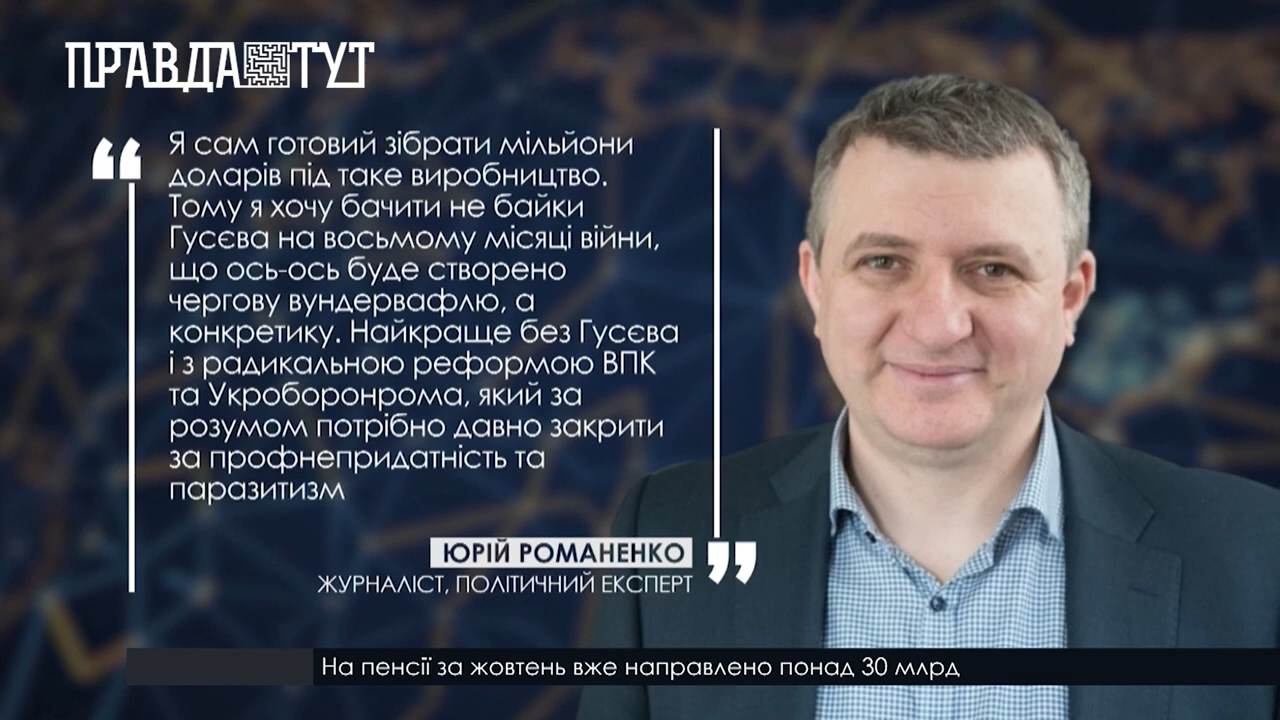 ПРАВДА ТУТ
Я сам готовий зібрати мільйони
доларів під таке виробництво.
Тому я хочу бачити не байки
Гусєва на восьмому місяці війни,
що ось-ось буде створено
чергову вундервафлю, а
конкретику. Найкраще без Гусєва
і з радикальною реформою ВПК
та Укроборонрома, який за
розумом потрібно давно закрити
за профнепридатність та
паразитизм
ЮРІЙ РОМАНЕНКО
ЖУРНАЛІСТ, ПОЛІТИЧНИЙ ЕКСПЕРТ
На пенсії за жовтень вже направлено понад 30 млрд